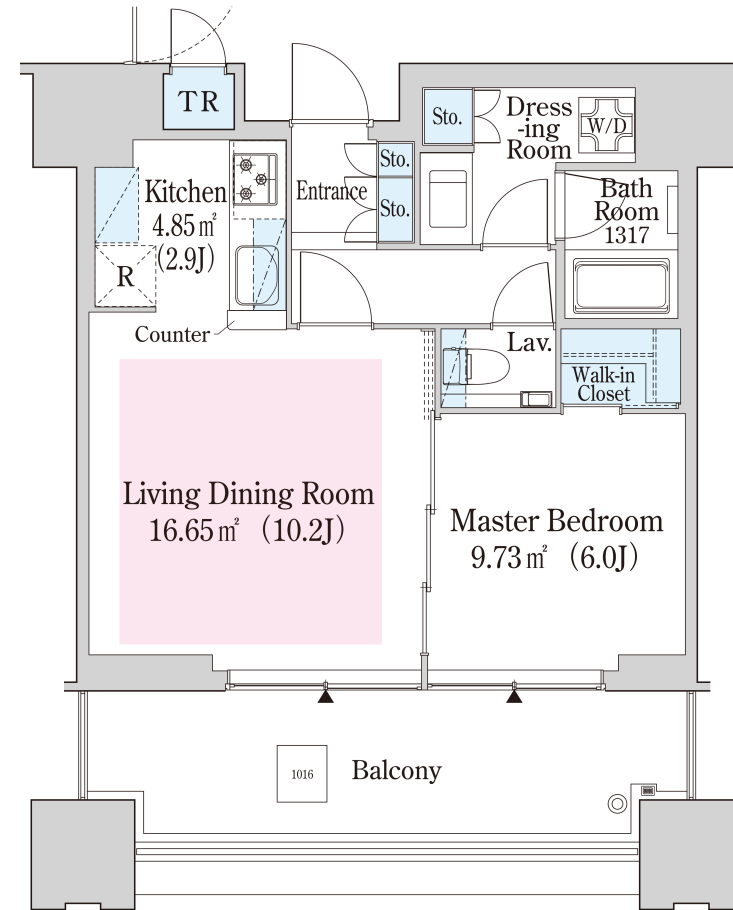 TR
Sto.
Dress
-ing
Room
W/D
Kitchen
4.85㎡
(2.9J)
Entrance
Sto.
Sto.
Bath
Room
1317
R
Counter
Lav.
Walk-in
Closet
Living Dining Room
16.65㎡ (10.2J)
Master Bedroom
9.73㎡ (6.0J)
1016
Balcony